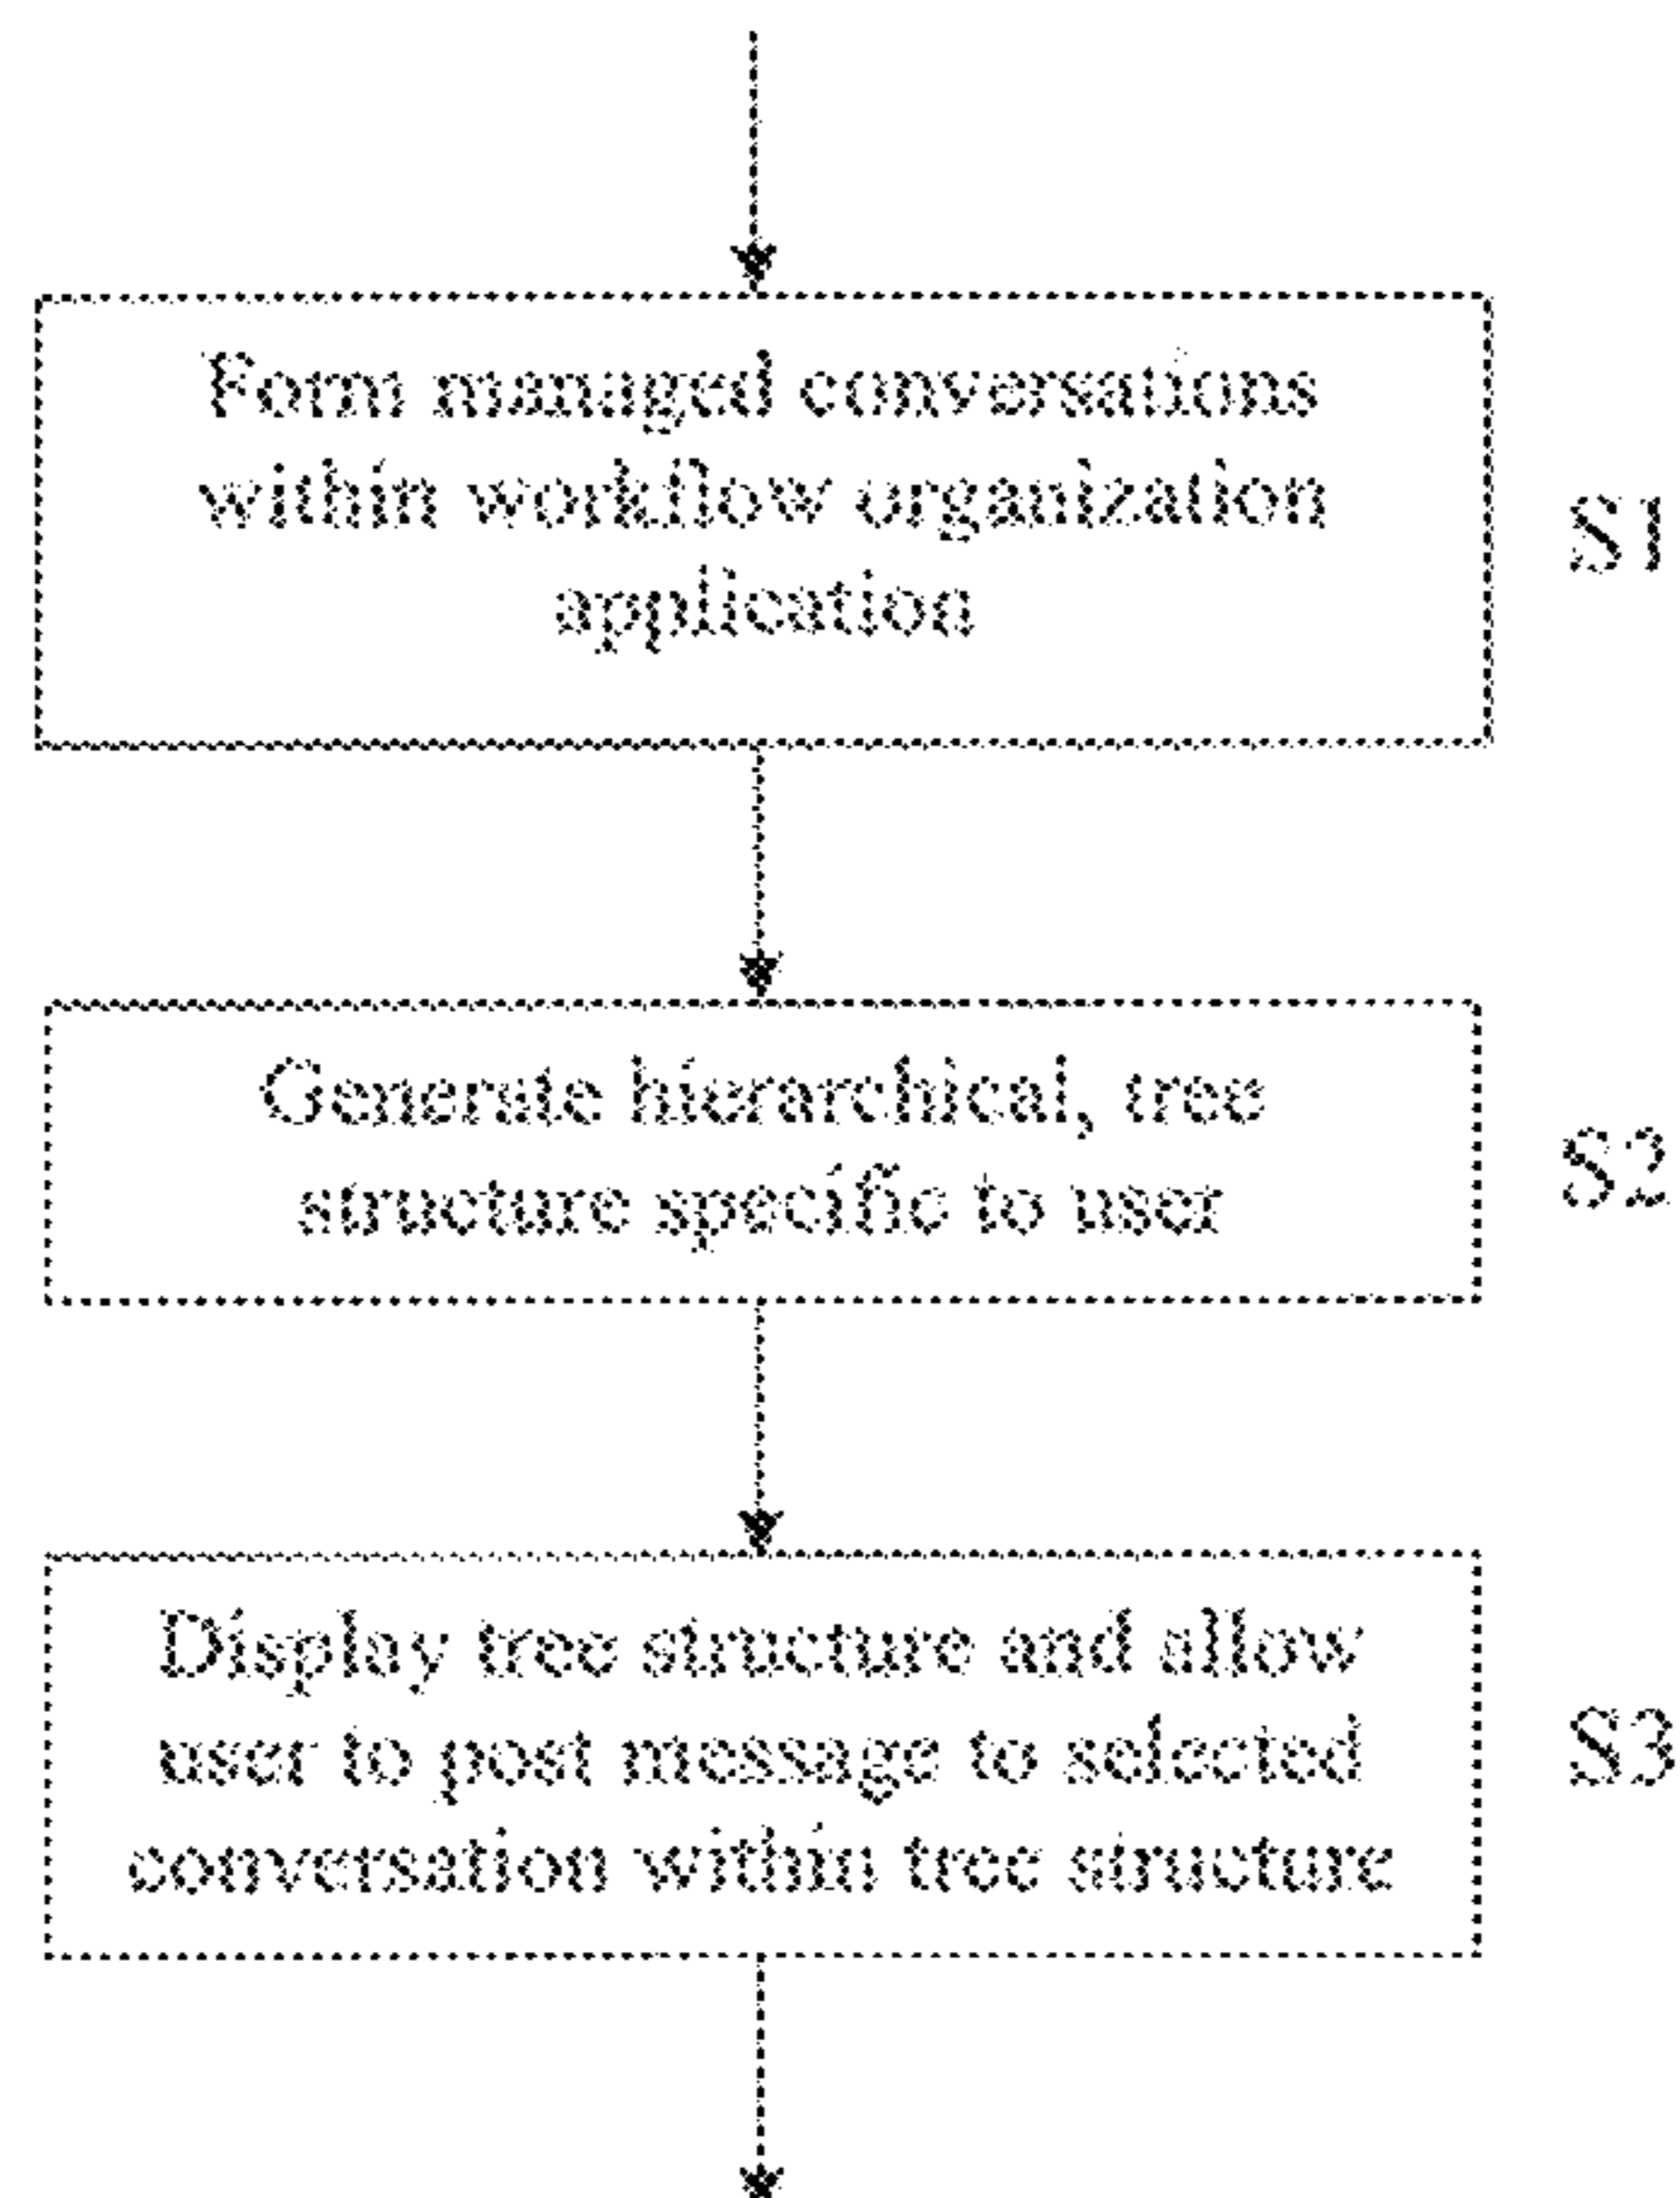 Form managed conversations
within workflow organization
application
S1
Generate hierarchical, tree
structure specific to user
S2
Display tree structure and allow
user to post message to selected
conversation within tree structure
S3